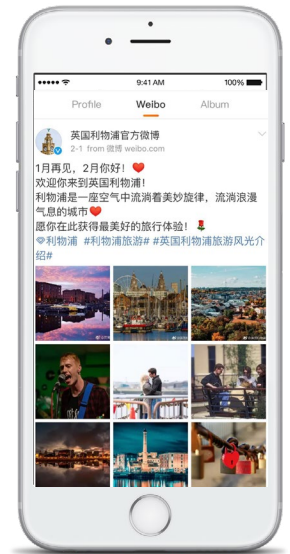 9:41 AM
100%
Profile Weibo Album
英国利物浦官方微博
2-1 from 微博 weibo.com
1月再见，2月你好！❤️
欢迎你来到英国利物浦！
利物浦是一座空气中流淌着美妙旋律，流淌浪漫
气息的城市❤️
愿你在此获得最美好的旅行体验！🌹
利物浦 #利物浦旅游# #英国利物浦旅游风光介
绍#